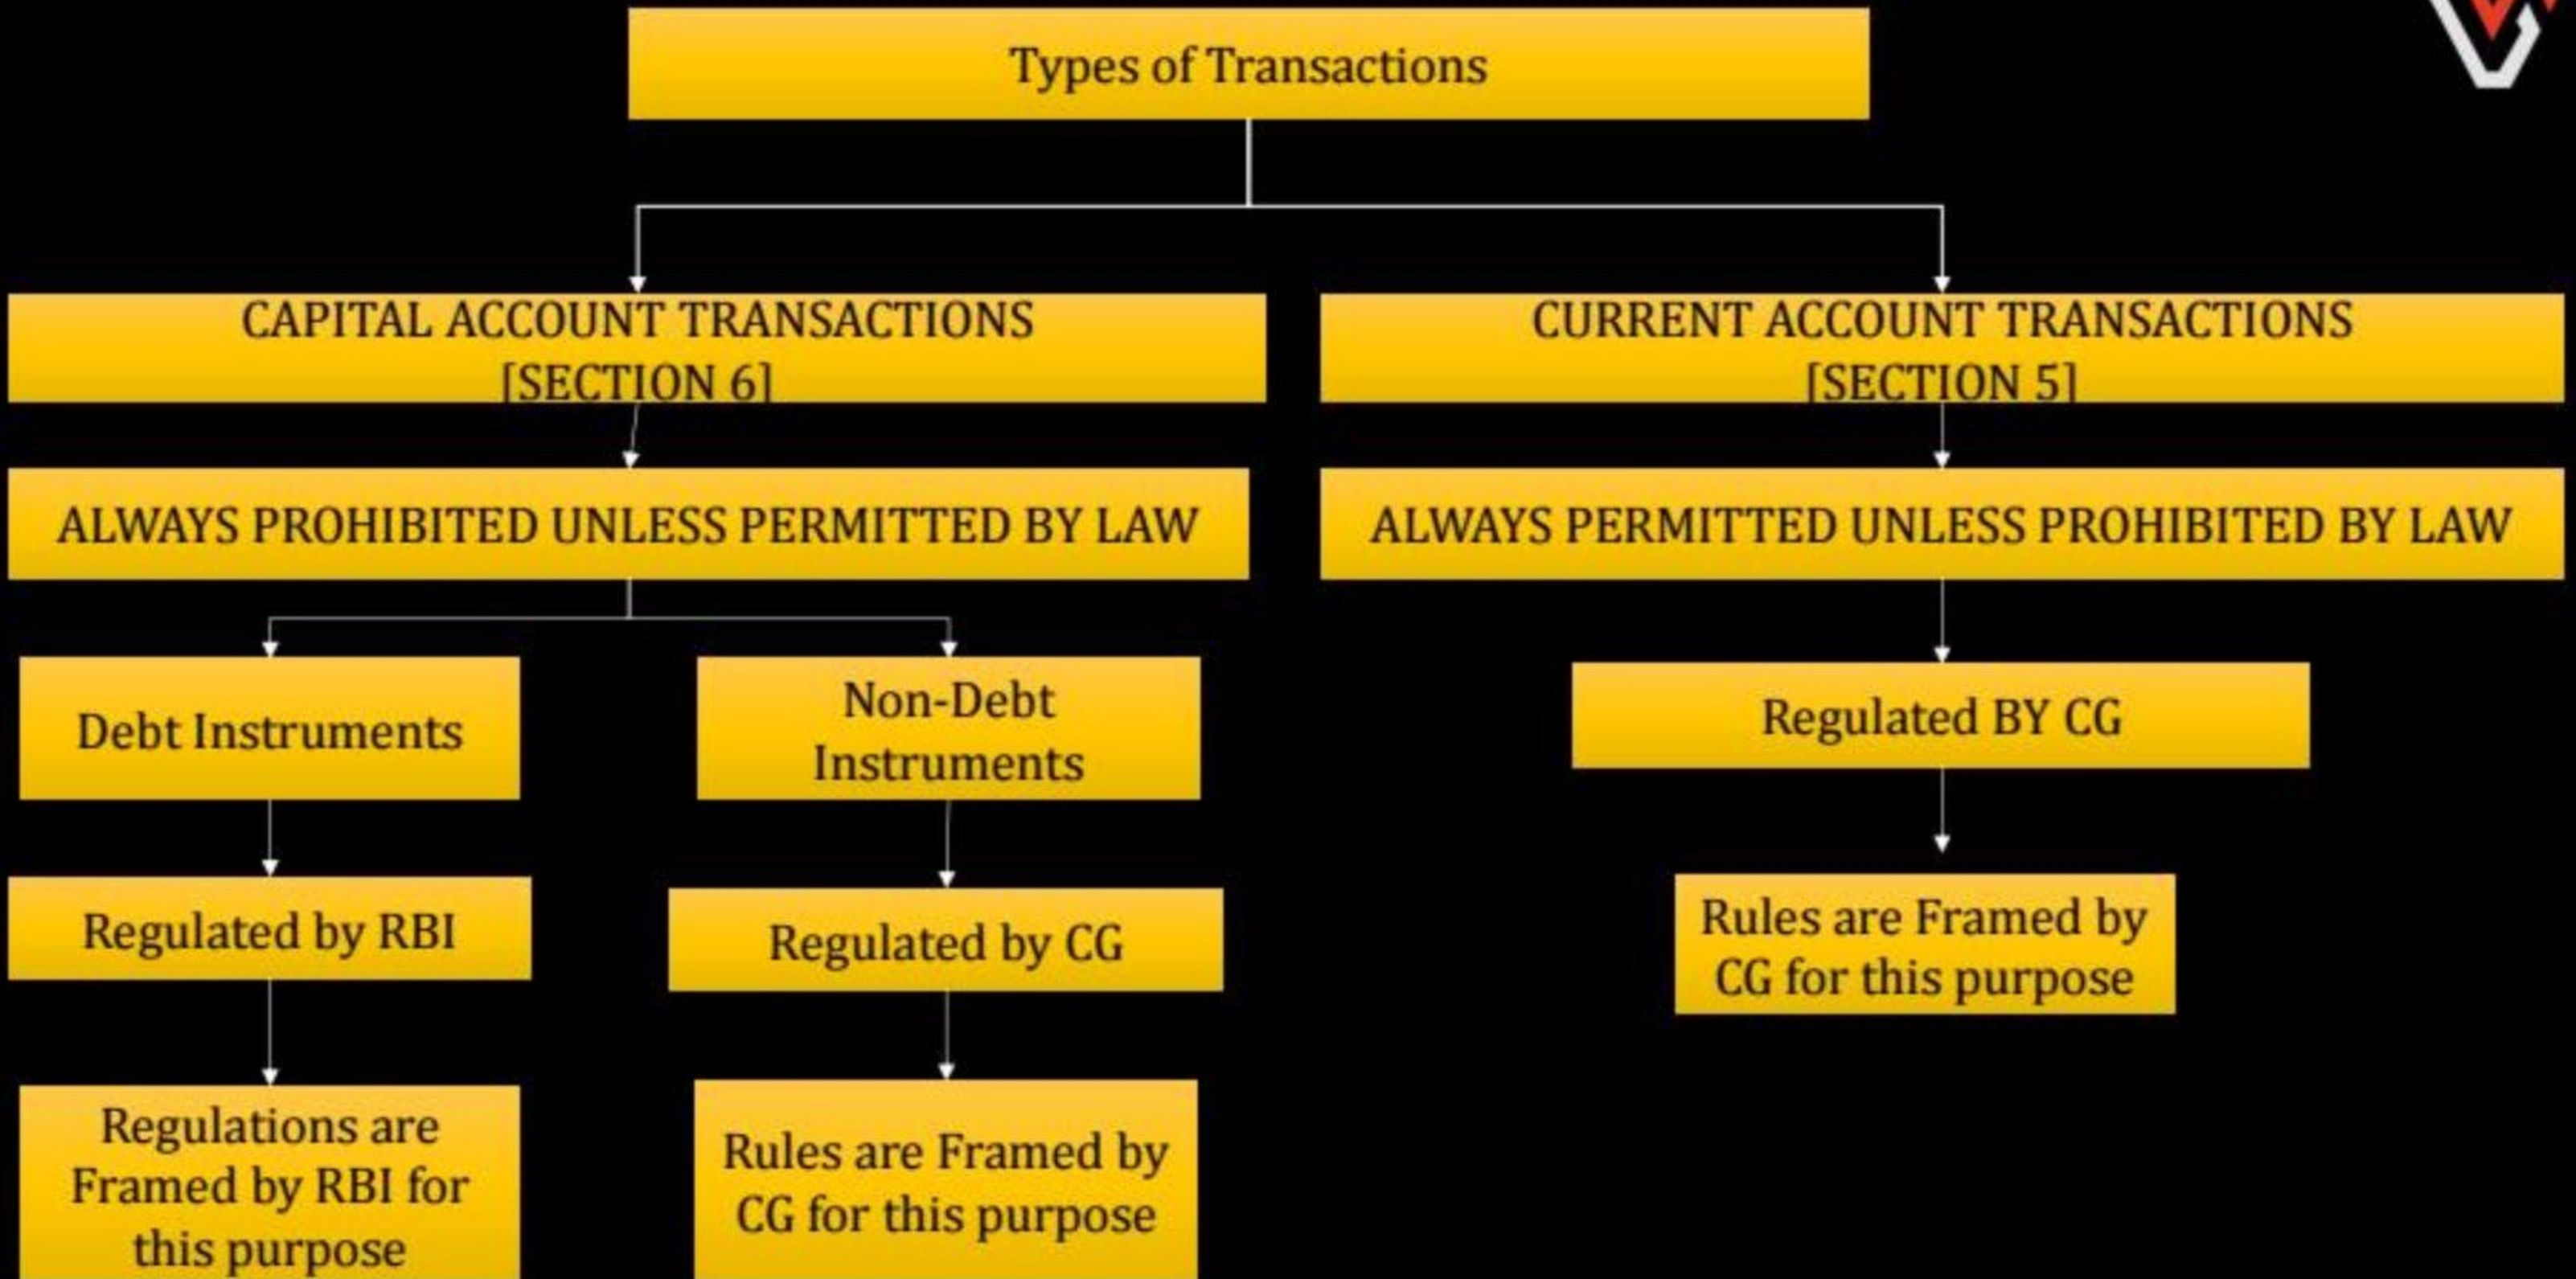 Types of Transactions
CAPITAL ACCOUNT TRANSACTIONS
[SECTION 6]
CURRENT ACCOUNT TRANSACTIONS
[SECTION 5]
ALWAYS PROHIBITED UNLESS PERMITTED BY LAW
ALWAYS PERMITTED UNLESS PROHIBITED BY LAW
Debt Instruments
Non-Debt
Instruments
Regulated BY CG
Regulated by RBI
Regulated by CG
Rules are Framed by
CG for this purpose
Regulations are
Framed by RBI for
this purpose
Rules are Framed by
CG for this purpose